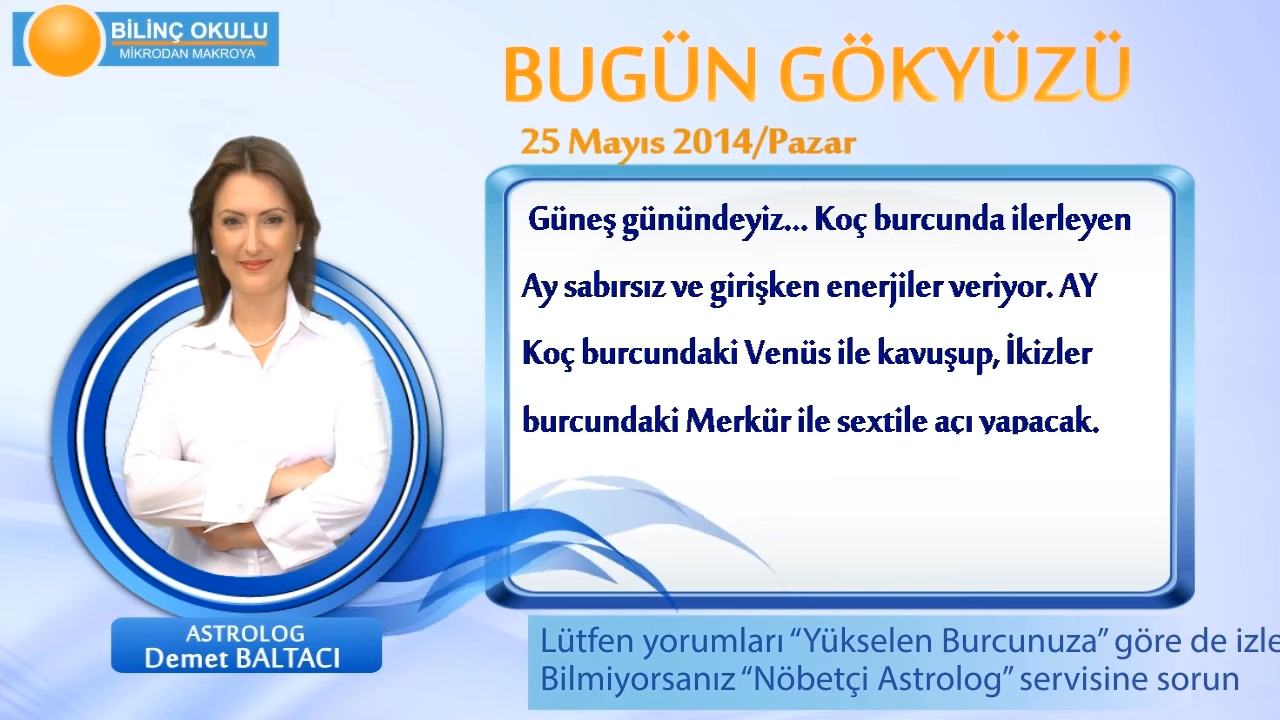 BİLİNÇ OKULU
MİKRODAN MAKROYA
BUGÜN GÖKYÜZÜ
25 Mayıs 2014/Pazar
Güneş günündeyiz... Koç burcunda ilerleyen
Ay sabırsız ve girişken enerjiler veriyor. AY
Koç burcundaki Venüs ile kavuşup, İkizler
burcundaki Merkür ile sextile açı yapacak.
ASTROLOG
Demet BALTACI
Lütfen yorumları “Yükselen Burcunuza” göre de izle
Bilmiyorsanız “Nöbetçi Astrolog” servisine sorun